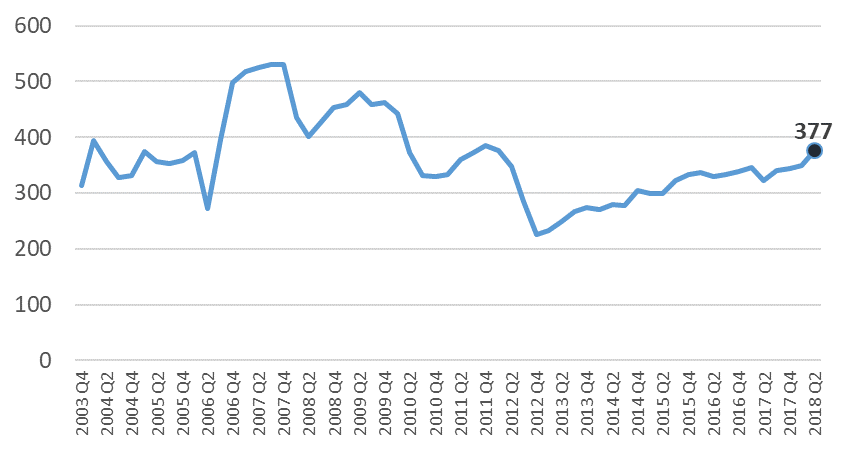 600
500
400
377
300
200
100
0
2003 Q4
2004 Q2
2004 Q4
2005 Q2
2005 Q4
2006 Q2
2006 Q4
2007 Q2
2007 Q4
2008 Q2
2008 Q4
2009 Q2
2009 Q4
2010 Q2
2010 Q4
2011 Q2
2011 Q4
2012 Q2
2012 Q4
2013 Q2
2013 Q4
2014 Q2
2014 Q4
2015 Q2
2015 Q4
2016 Q2
2016 Q4
2017 Q2
2017 Q4
2018 Q2